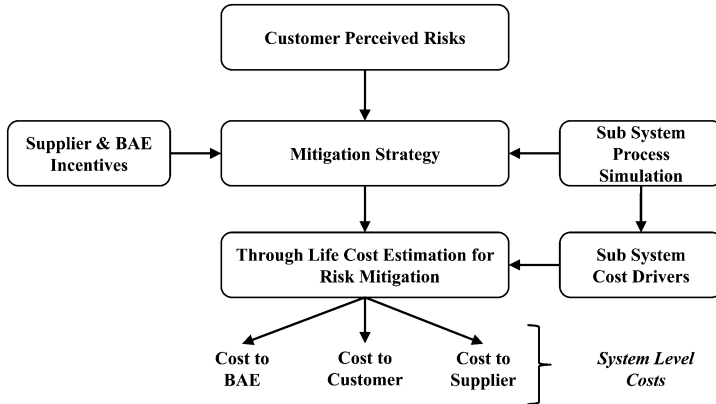 Customer Perceived Risks
Supplier & BAE
Incentives
Mitigation Strategy
Sub System
Process
Simulation
Through Life Cost Estimation for
Risk Mitigation
Sub System
Cost Drivers
Cost to
BAE
Cost to
Customer
Cost to
Supplier
System Level
Costs